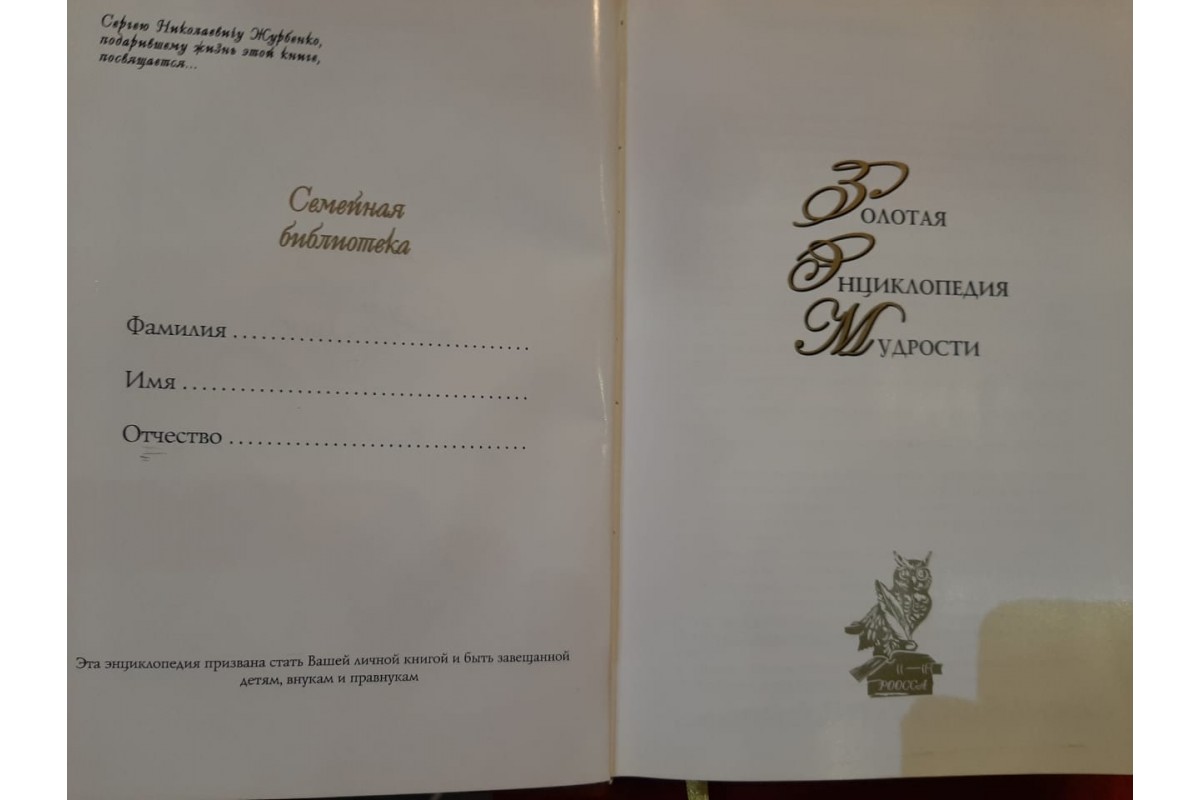 Сергею Николаевичу Журбенко,
подарившему жизнь этой книге,
посвящается...
Семейная
библиотека
Фамилия
Имя
Отчество
Эта энциклопедия призвана стать Вашей личной книгой и быть завещанной
детям, внукам и правнукам
Золотая
Энциклопедия
Мудрости
РООССА